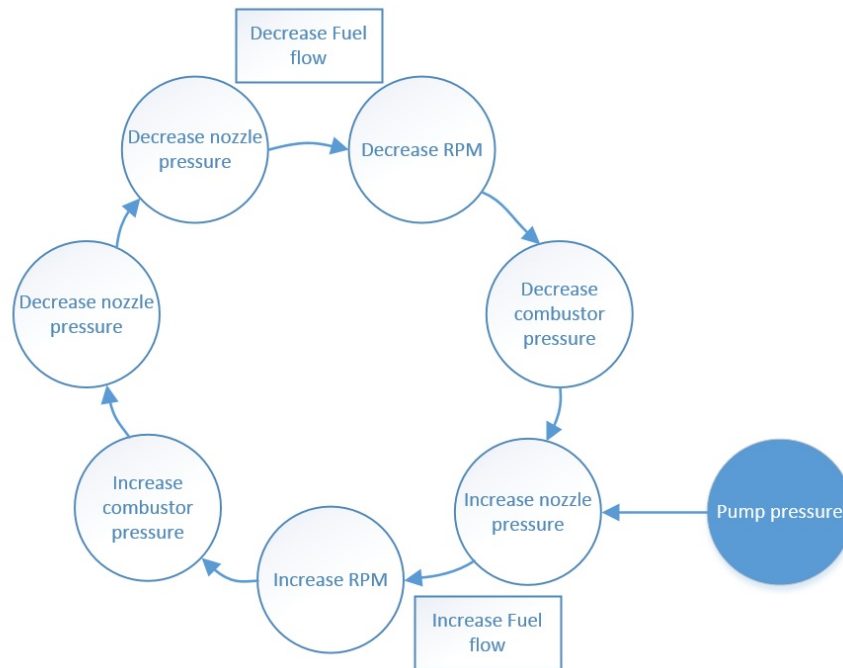 Decrease Fuel
flow
Decrease nozzle
pressure
Decrease RPM
Decrease
combustor
pressure
Increase nozzle
pressure
Pump pressure
Increase Fuel
flow
Increase RPM
Increase
combustor
pressure
Decrease nozzle
pressure